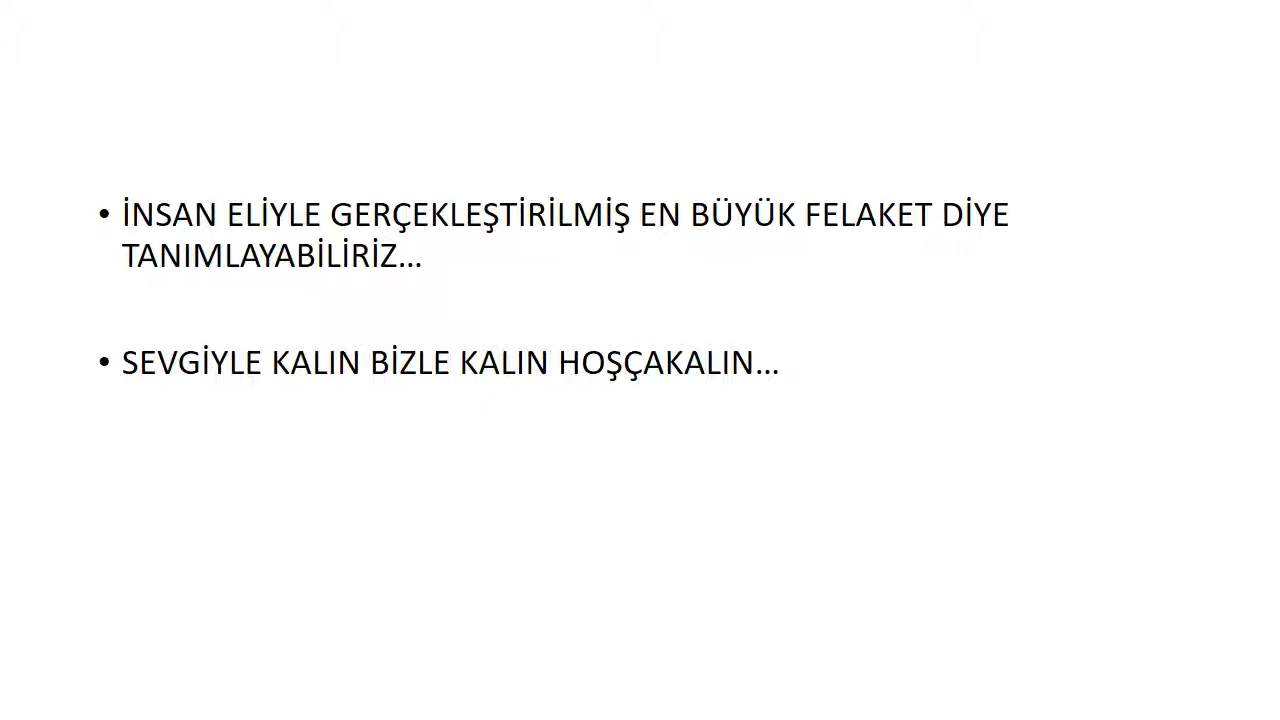 • İNSAN ELİYLE GERÇEKLEŞTİRİLMİŞ EN BÜYÜK FELAKET DİYE
TANIMLAYABİLİRİZ...
• SEVGİYLE KALIN BİZLE KALIN HOŞÇAKALIN...